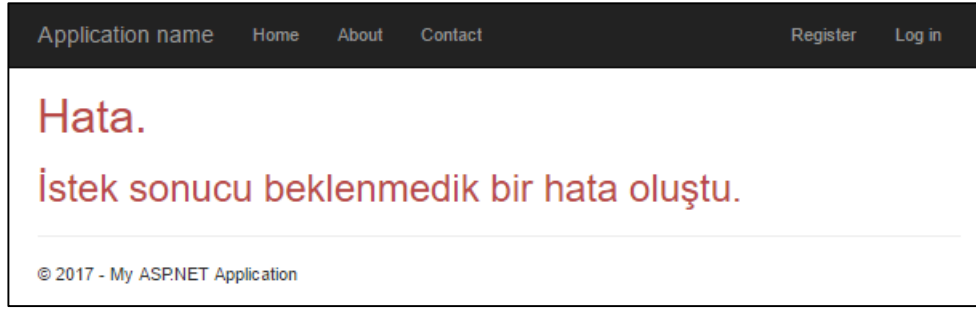 Application name Home About Contact Register Log in
Hata.
İstek sonucu beklenmedik bir hata oluştu.
© 2017 - My ASP.NET Application